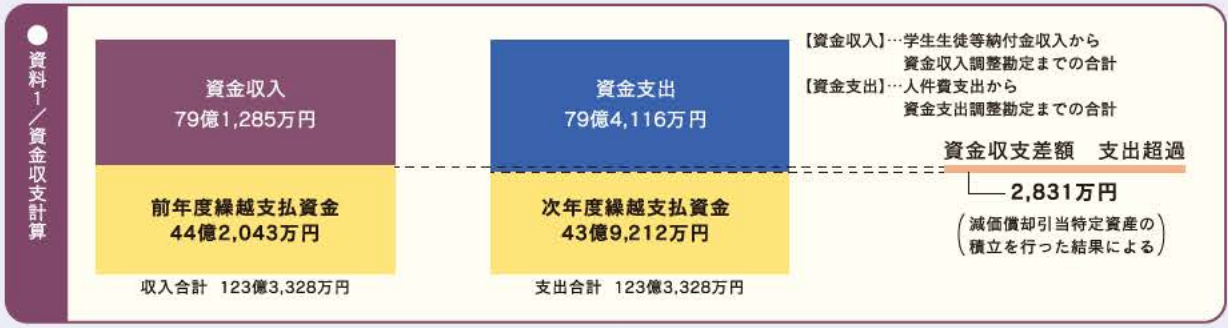 ●資料1／資金収支計算
資金収入
79億1,285万円
前年度繰越支払資金
44億2,043万円
収入合計 123億3,328万円
資金支出
79億4,116万円
次年度繰越支払資金
43億9,212万円
支出合計 123億3,328万円
【資金収入】…学生生徒等納付金収入から
資金収入調整勘定までの合計
【資金支出】…人件費支出から
資金支出調整勘定までの合計
資金収支差額 支出超過
2,831万円
(減価償却引当特定資産の
積立を行った結果による)